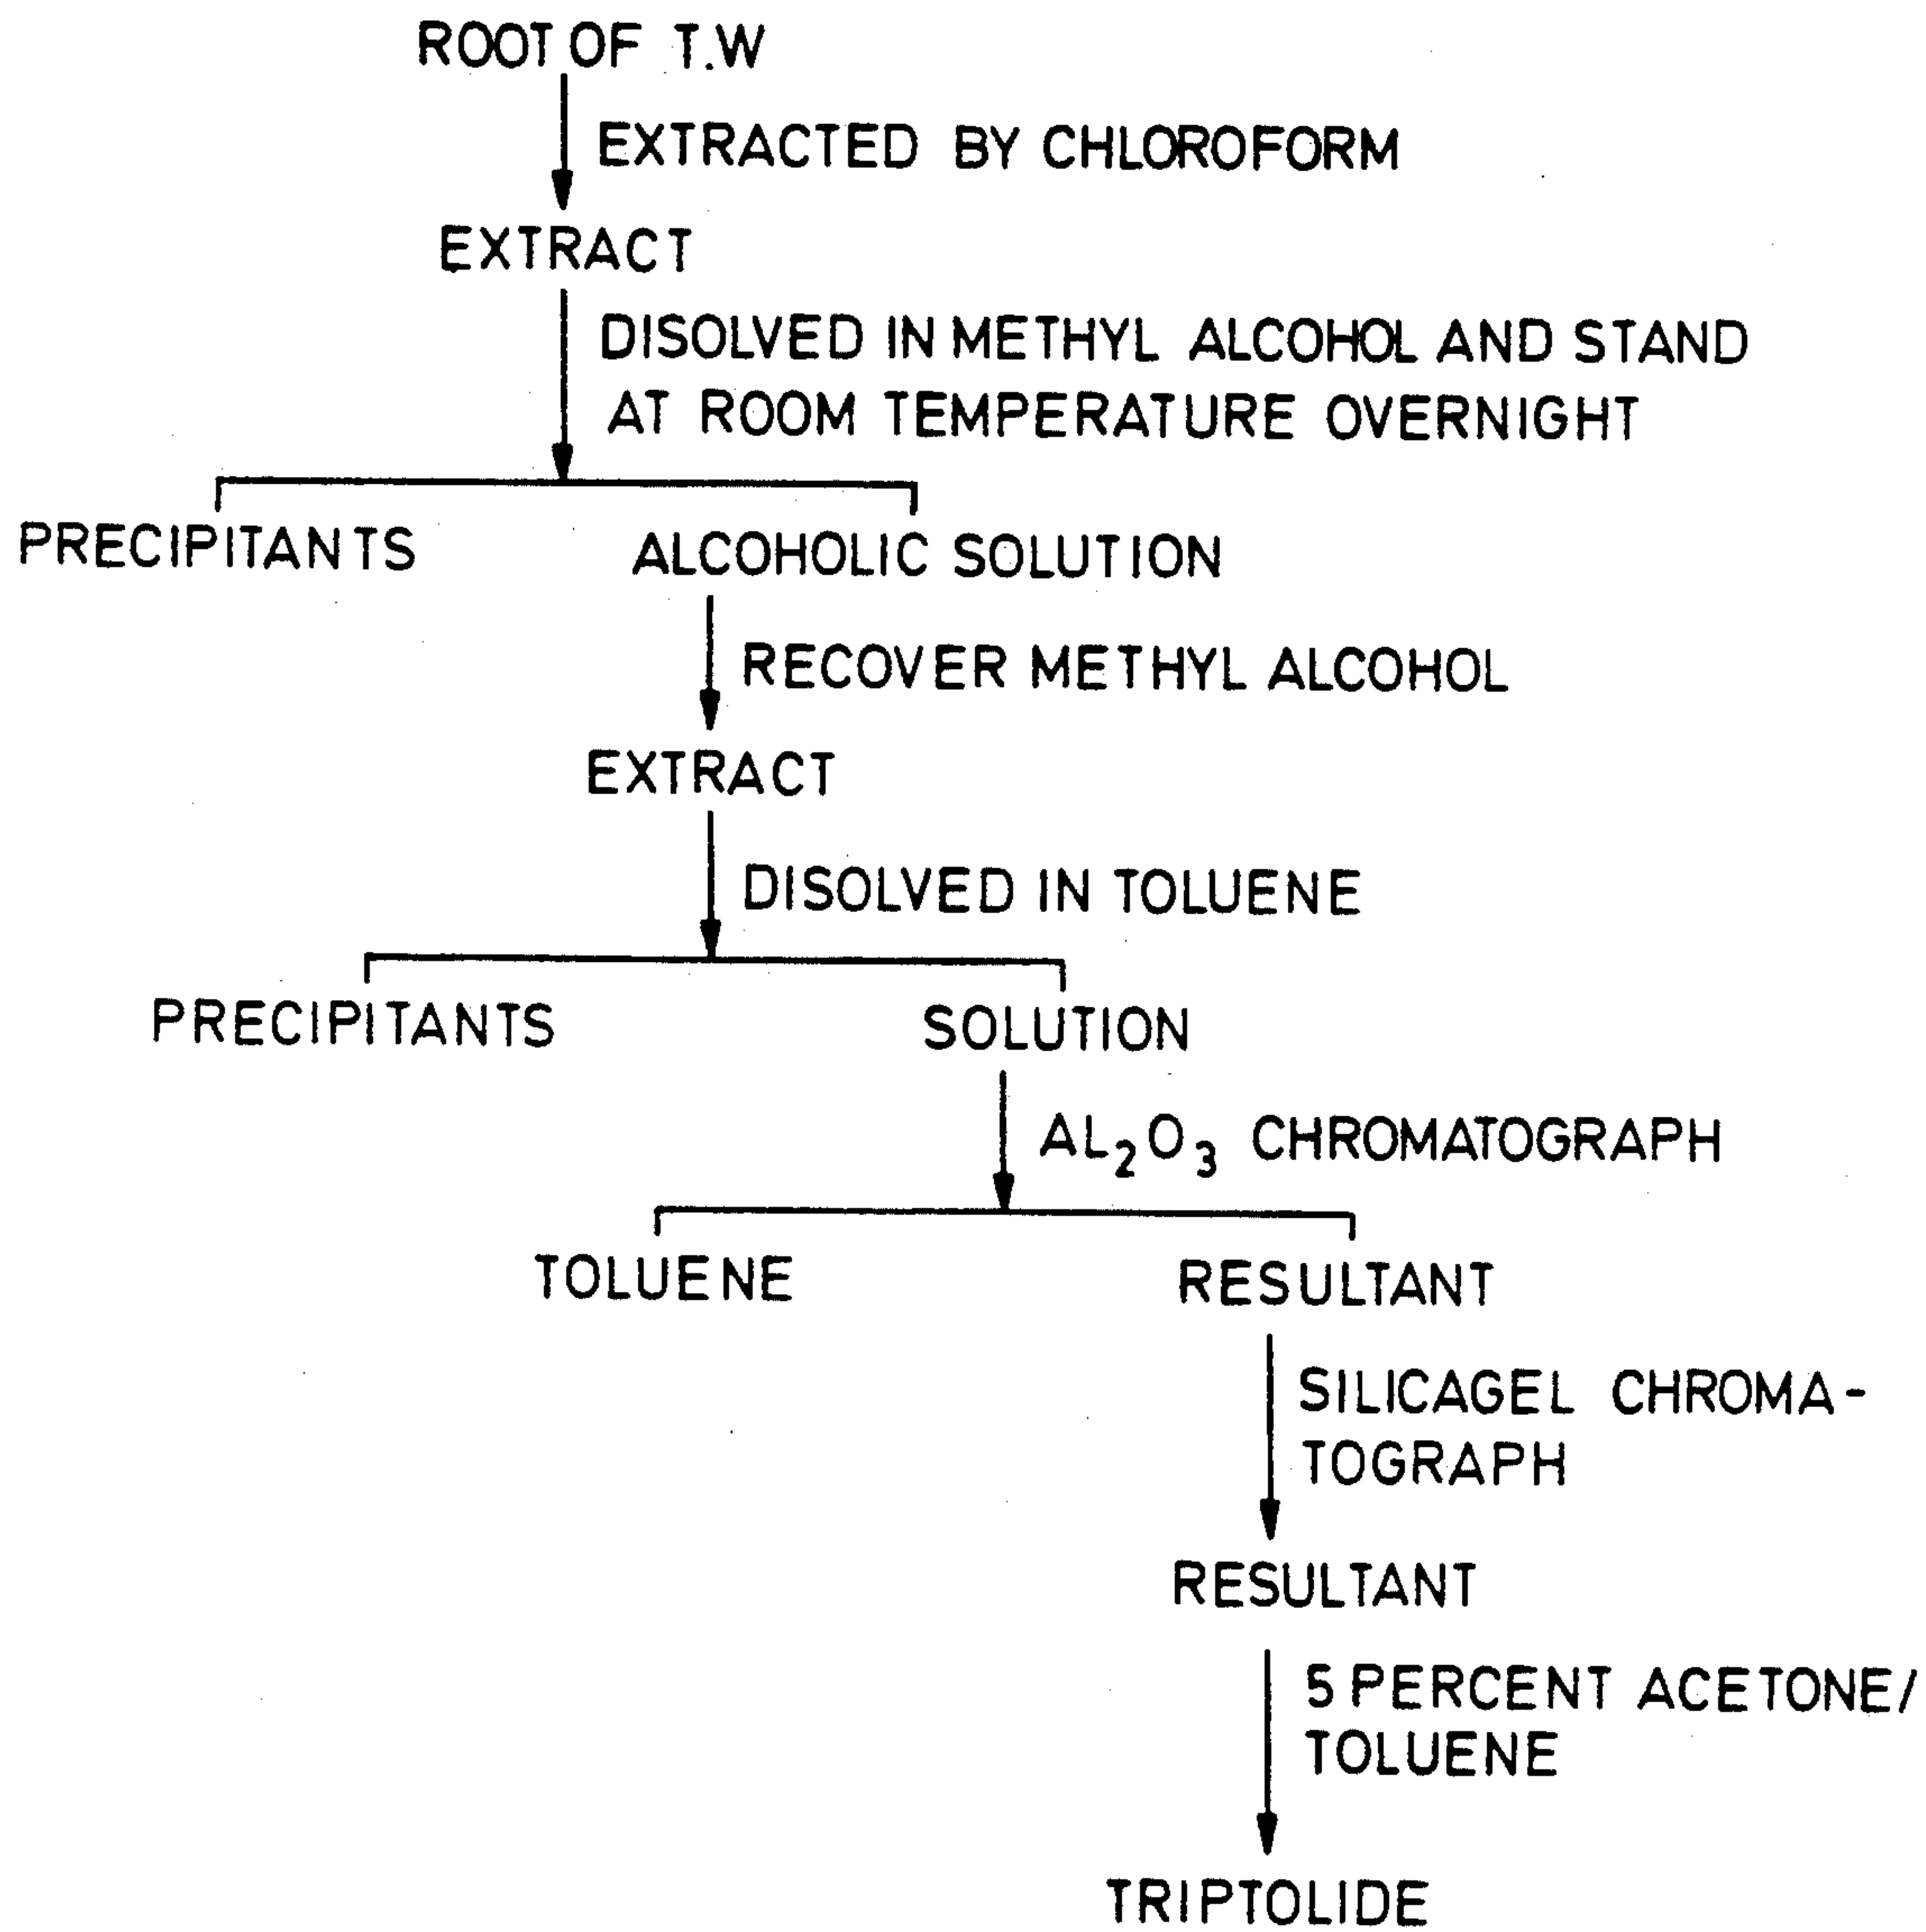 ROOT OF T.W
EXTRACTED BY CHLOROFORM
EXTRACT
DISOLVED IN METHYL ALCOHOL AND STAND
AT ROOM TEMPERATURE OVERNIGHT
PRECIPITANTS
ALCOHOLIC SOLUTION
RECOVER METHYL ALCOHOL
EXTRACT
DISOLVED IN TOLUENE
PRECIPITANTS
SOLUTION
AL₂O₃ CHROMATOGRAPH
TOLUENE
RESULTANT
SILICAGEL CHROMA-
TOGRAPH
RESULTANT
5 PERCENT ACETONE/
TOLUENE
TRIPTOLIDE